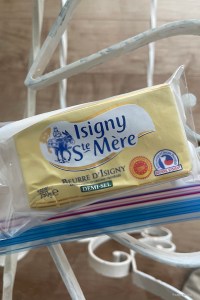 Isigny
Ste Mère
BEURRE D'ISIGNY
DEMI-SEL